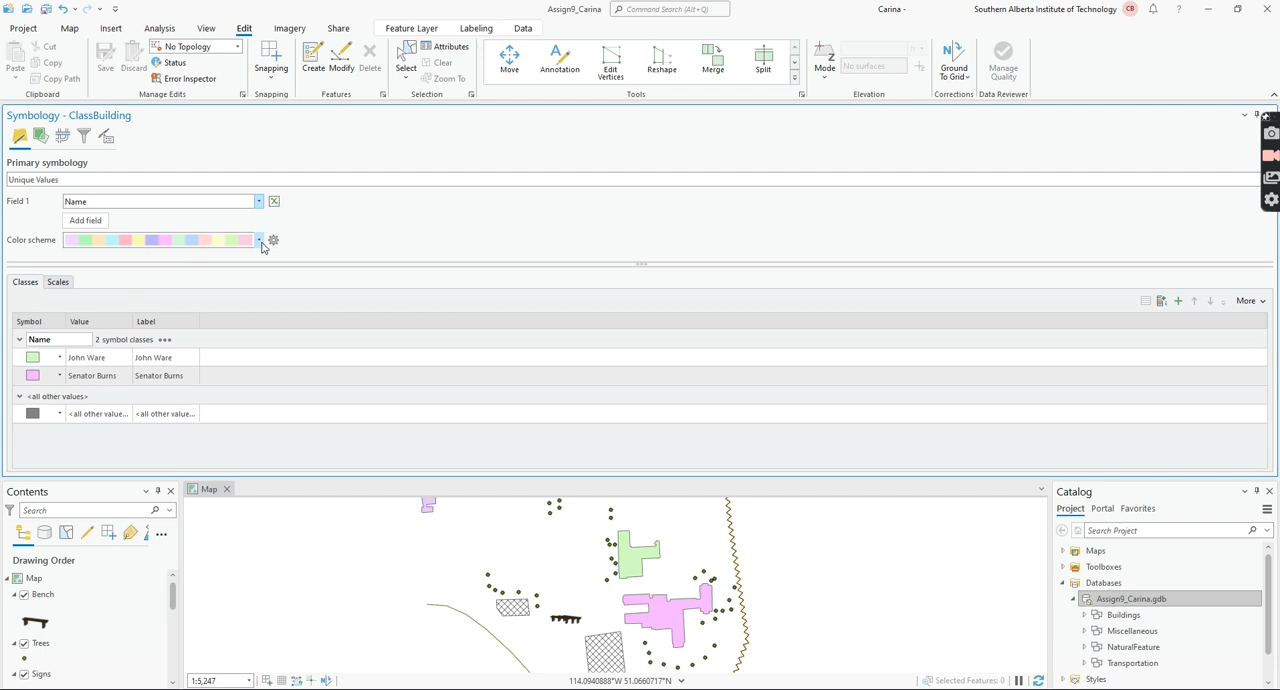 Assign9_Carina
Command Search (Alt+Q)
Carina -
Southern Alberta Institute of Technology
CB
?
Project Map Insert Analysis View Edit Imagery Share Feature Layer Labeling Data
Paste
Cut
Copy
Copy Path
Clipboard
Save
Discard
No Topology
Status
Error Inspector
Manage Edits
Snapping
Snapping
Create
Modify
Delete
Features
Select
Attributes
Clear
Zoom To
Selection
Move
Annotation
Edit
Vertices
Reshape
Merge
Split
Tools
Mode
No surfaces
ft
Elevation
Ground
To Grid
Corrections
Manage
Quality
Data Reviewer
Symbology - ClassBuilding
Primary symbology
Unique Values
Field 1 Name
Add field
Color scheme
Classes Scales
More
Symbol Value Label
Name 2 symbol classes
John Ware John Ware
Senator Burns Senator Burns
<all other values>
<all other value... <all other value...
Contents
Search
Drawing Order
Map
Bench
Trees
Signs
Map
1:5,247
114.0940888°W 51.0660717°N
Selected Features: 0
Catalog
Project Portal Favorites
Search Project
Maps
Toolboxes
Databases
Assign9_Carina.gdb
Buildings
Miscellaneous
NaturalFeature
Transportation
Styles